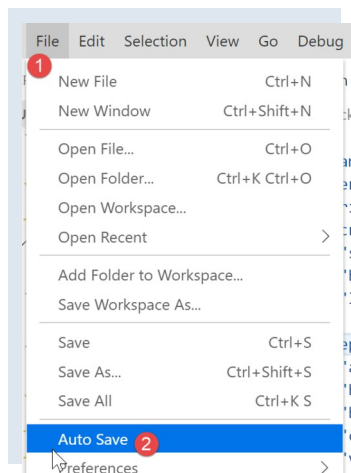 File Edit Selection View Go Debug
1
New File Ctrl+N
New Window Ctrl+Shift+N
Open File... Ctrl+O
Open Folder... Ctrl+K Ctrl+O
Open Workspace...
Open Recent
Add Folder to Workspace...
Save Workspace As...
Save Ctrl+S
Save As... Ctrl+Shift+S
Save All Ctrl+K S
Auto Save 2
Preferences